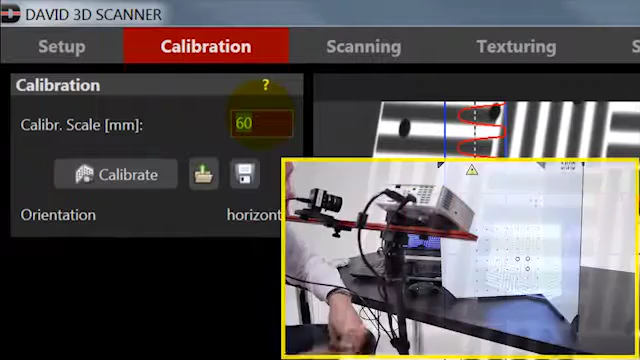 DAVID 3D SCANNER
Setup
Calibration
Scanning
Texturing
S
Calibration
?
Calibr. Scale [mm]:
60
Calibrate
Orientation
horizont